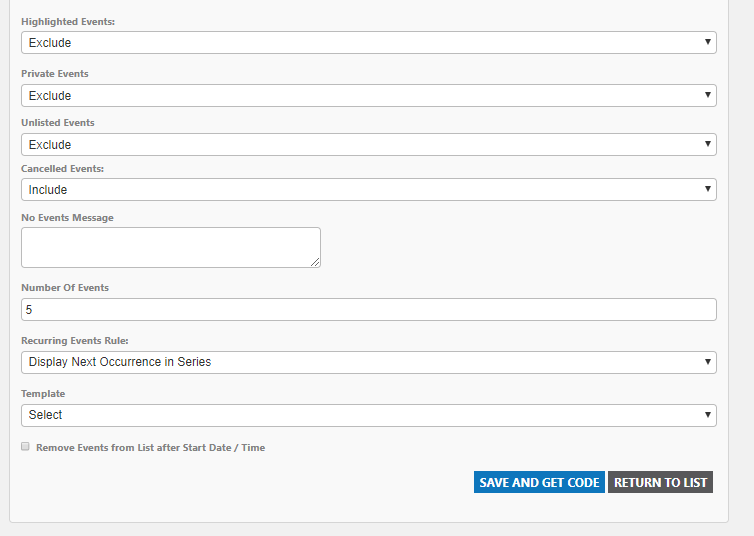 Highlighted Events:
Exclude
Private Events
Exclude
Unlisted Events
Exclude
Cancelled Events:
Include
No Events Message
Number Of Events
5
Recurring Events Rule:
Display Next Occurrence in Series
Template
Select
Remove Events from List after Start Date / Time
SAVE AND GET CODE RETURN TO LIST